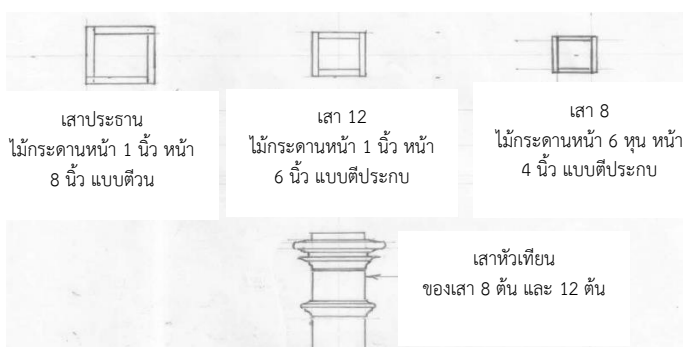 เสาประธาน
ไม้กระดานหน้า 1 นิ้ว หน้า
8 นิ้ว แบบตีวน
เสา 12
ไม้กระดานหน้า 1 นิ้ว หน้า
6 นิ้ว แบบตีประกบ
เสา 8
ไม้กระดานหน้า 6 หุน หน้า
4 นิ้ว แบบตีประกบ
เสาหัวเทียน
ของเสา 8 ต้น และ 12 ต้น